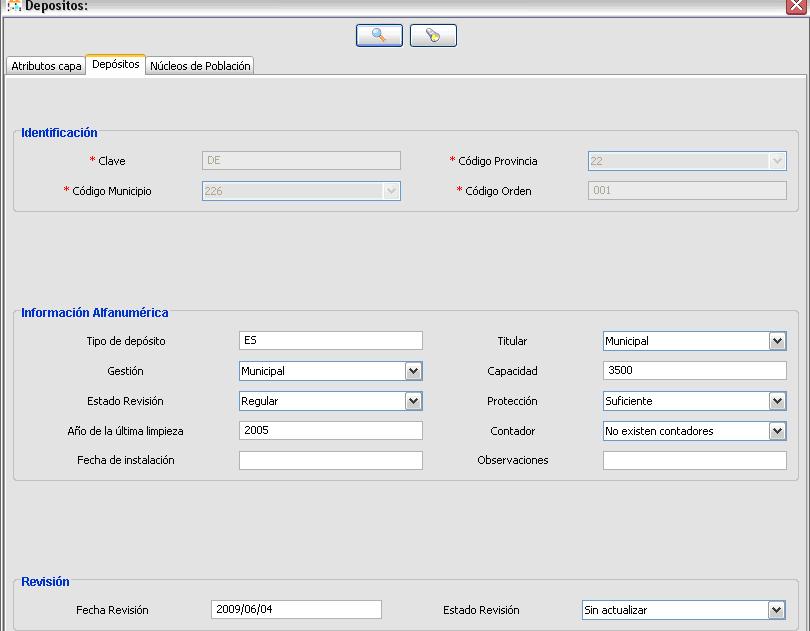 Depositos:
Atributos capa Depósitos Núcleos de Población
Identificación
* Clave DE * Código Provincia 22
* Código Municipio 226 * Código Orden 001
Información Alfanumérica
Tipo de depósito ES Titular Municipal
Gestión Municipal Capacidad 3500
Estado Revisión Regular Protección Suficiente
Año de la última limpieza 2005 Contador No existen contadores
Fecha de instalación Observaciones
Revisión
Fecha Revisión 2009/06/04 Estado Revisión Sin actualizar